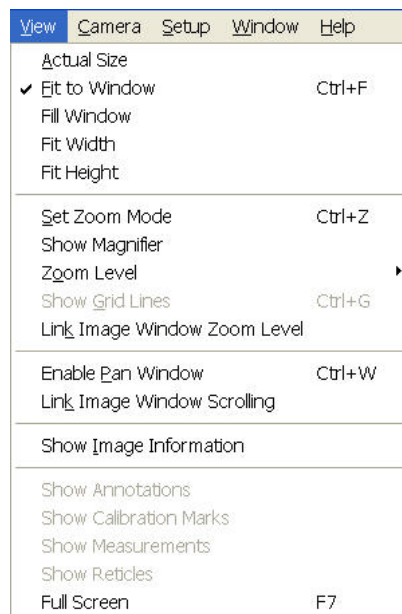 View Camera Setup Window Help
Actual Size
Fit to Window Ctrl+F
Fill Window
Fit Width
Fit Height
Set Zoom Mode Ctrl+Z
Show Magnifier
Zoom Level
Show Grid Lines Ctrl+G
Link Image Window Zoom Level
Enable Pan Window Ctrl+W
Link Image Window Scrolling
Show Image Information
Show Annotations
Show Calibration Marks
Show Measurements
Show Reticles
Full Screen F7